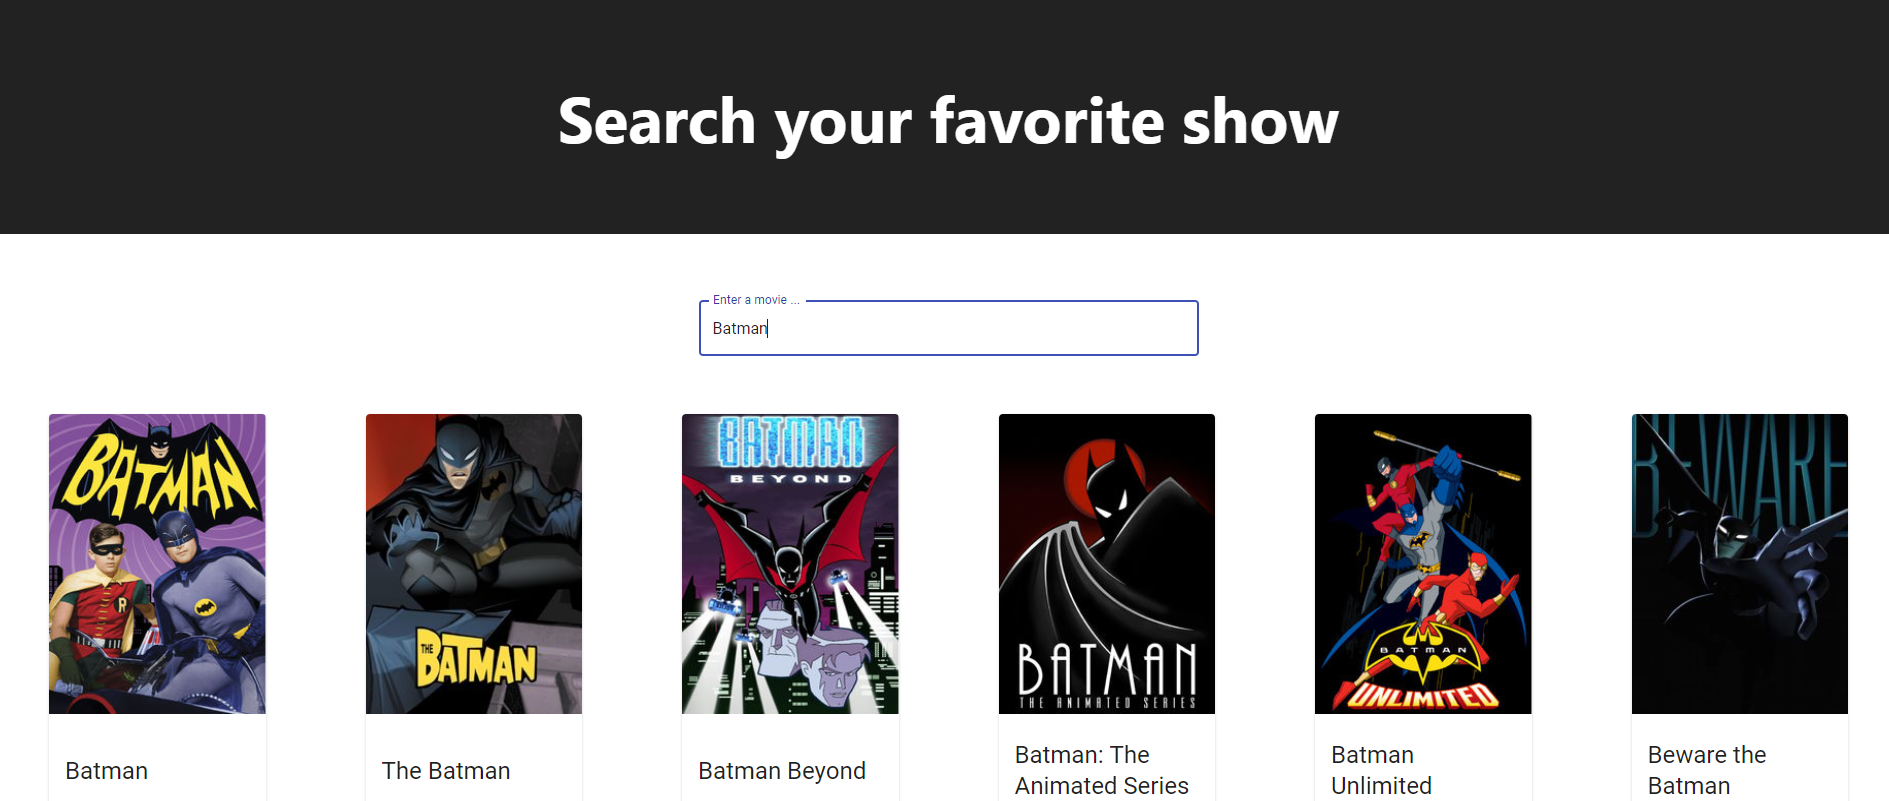 Search your favorite show
Enter a movie ...
Batman
BATMAN
R
THE
BATMAN
BATMAN
BEYOND
BATMAN
THE ANIMATED SERIES
BATMAN
UNLIMITED
BEWARE
Batman
The Batman
Batman Beyond
Batman: The
Animated Series
Batman
Unlimited
Beware the
Batman